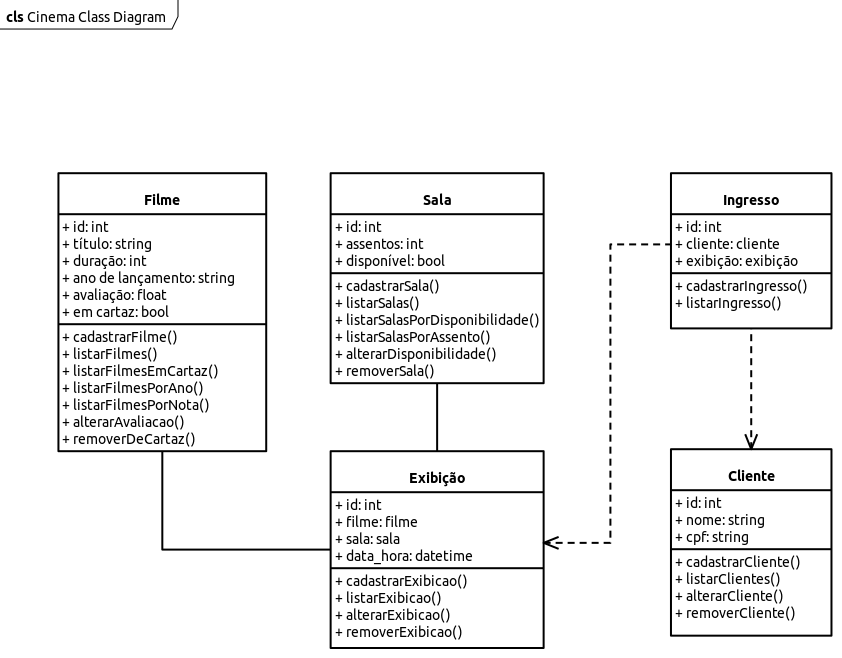 cls Cinema Class Diagram
Filme
+ id: int
+ título: string
+ duração: int
+ ano de lançamento: string
+ avaliação: float
+ em cartaz: bool
+ cadastrarFilme()
+ listarFilmes()
+ listarFilmesEmCartaz()
+ listarFilmesPorAno()
+ listarFilmesPorNota()
+ alterarAvaliacao()
+ removerDeCartaz()
Sala
+ id: int
+ assentos: int
+ disponível: bool
+ cadastrarSala()
+ listarSalas()
+ listarSalasPorDisponibilidade()
+ listarSalasPorAssento()
+ alterarDisponibilidade()
+ removerSala()
Ingresso
+ id: int
+ cliente: cliente
+ exibição: exibição
+ cadastrarIngresso()
+ listarIngresso()
Exibição
+ id: int
+ filme: filme
+ sala: sala
+ data_hora: datetime
+ cadastrarExibicao()
+ listarExibicao()
+ alterarExibicao()
+ removerExibicao()
Cliente
+ id: int
+ nome: string
+ cpf: string
+ cadastrarCliente()
+ listarClientes()
+ alterarCliente()
+ removerCliente()